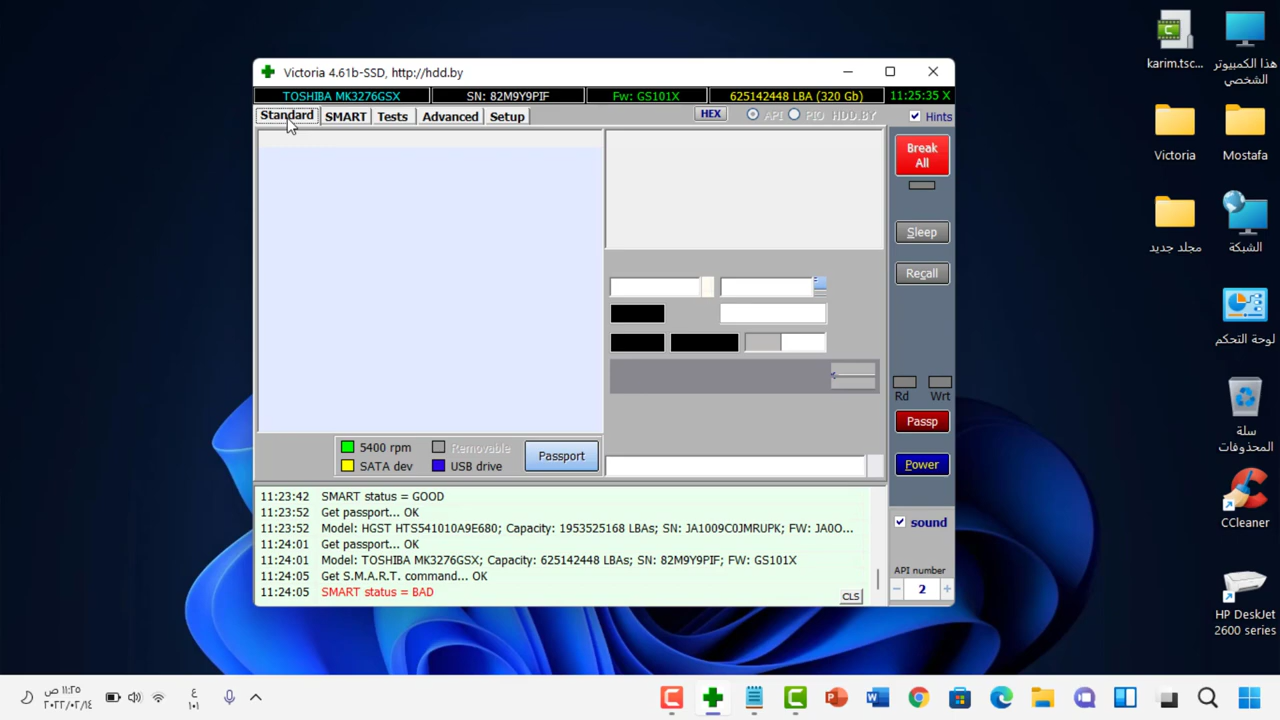 karim.tsc...
هذا الكمبيوتر
الشخصي
Victoria
Mostafa
مجلد جديد
الشبكة
لوحة التحكم
سلة
المحذوفات
CCleaner
HP DeskJet
2600 series
Victoria 4.61b-SSD, http://hdd.by
TOSHIBA MK3276GSX SN: 82M9Y9PIF Fw: GS101X 625142448 LBA (320 Gb) 11:25:35 X
Standard SMART Tests Advanced Setup HEX API PIO HDD.BY Hints
Break
All
Sleep
Recall
Rd Wrt
Passp
Power
sound
API number
2
5400 rpm Removable
SATA dev USB drive
Passport
11:23:42 SMART status = GOOD
11:23:52 Get passport... OK
11:23:52 Model: HGST HTS541010A9E680; Capacity: 1953525168 LBAs; SN: JA1009C0JMRUPK; FW: JA0O...
11:24:01 Get passport... OK
11:24:01 Model: TOSHIBA MK3276GSX; Capacity: 625142448 LBAs; SN: 82M9Y9PIF; FW: GS101X
11:24:05 Get S.M.A.R.T. command... OK
11:24:05 SMART status = BAD
CLS
١١:٢٥ ص
ع